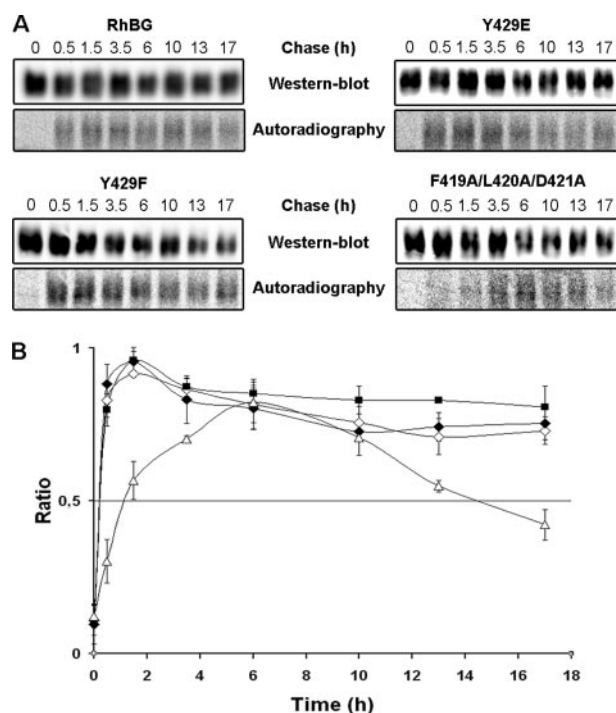 A
RhBG
Y429E
0 0.5 1.5 3.5 6 10 13 17
Chase (h)
0 0.5 1.5 3.5 6 10 13 17
Western-blot
Autoradiography
Y429F
F419A/L420A/D421A
0 0.5 1.5 3.5 6 10 13 17
Chase (h)
0 0.5 1.5 3.5 6 10 13 17
Western-blot
Autoradiography
B
1
0,5
0
Ratio
0 2 4 6 8 10 12 14 16 18
Time (h)